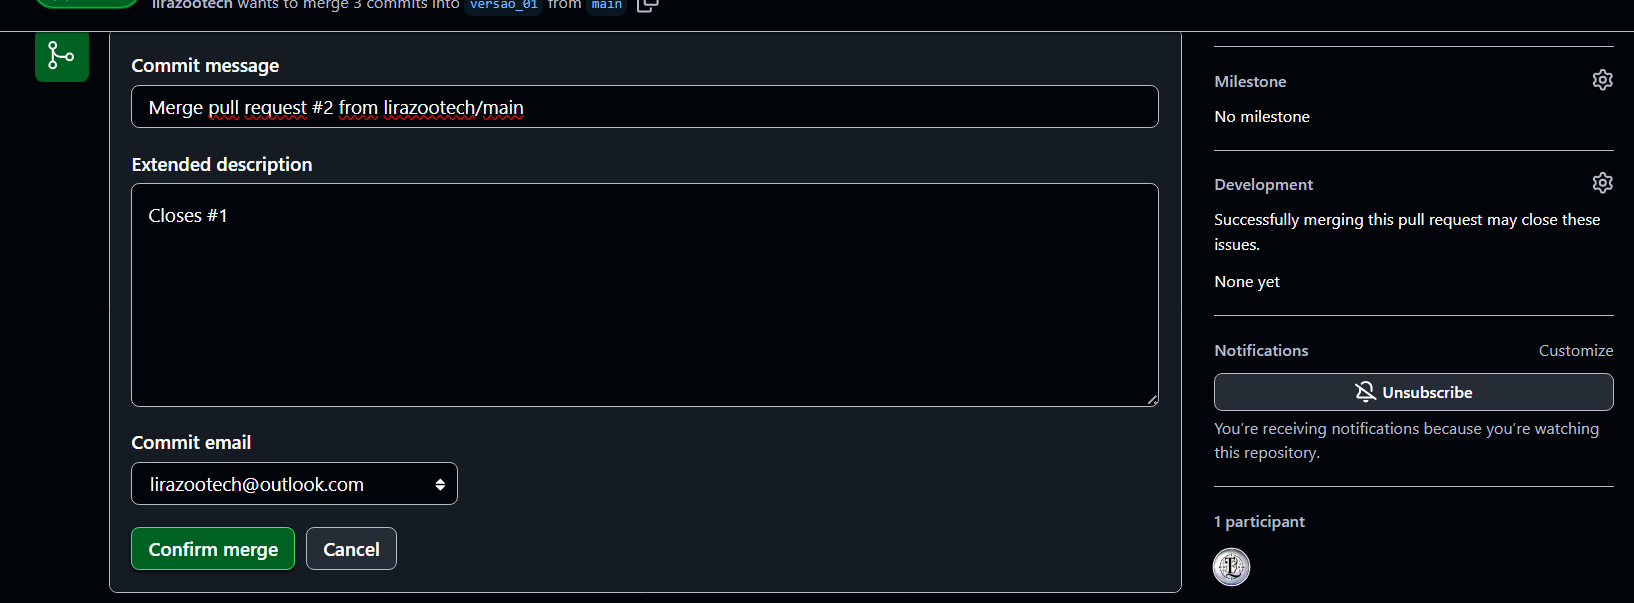 lirazootech wants to merge 3 commits into versao_01 from main
Commit message
Merge pull request #2 from lirazootech/main
Extended description
Closes #1
Commit email
lirazootech@outlook.com
Confirm merge
Cancel
Milestone
No milestone
Development
Successfully merging this pull request may close these
issues.
None yet
Notifications
Customize
Unsubscribe
You're receiving notifications because you're watching
this repository.
1 participant